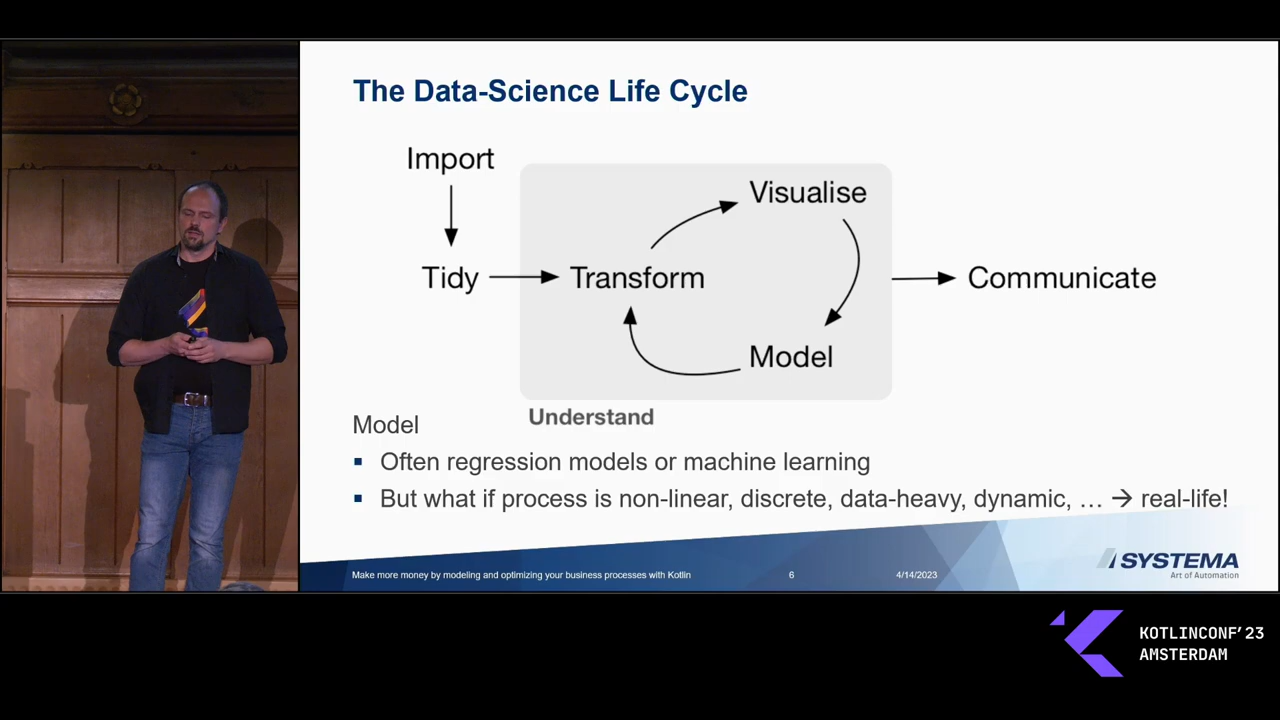 The Data-Science Life Cycle
Import
Visualise
Tidy
Transform
Communicate
Model
Understand
Model
▪ Often regression models or machine learning
▪ But what if process is non-linear, discrete, data-heavy, dynamic, … → real-life!
SYSTEMA
Art of Automation
Make more money by modeling and optimizing your business processes with Kotlin
6
4/14/2023
KOTLINCONF'23
AMSTERDAM